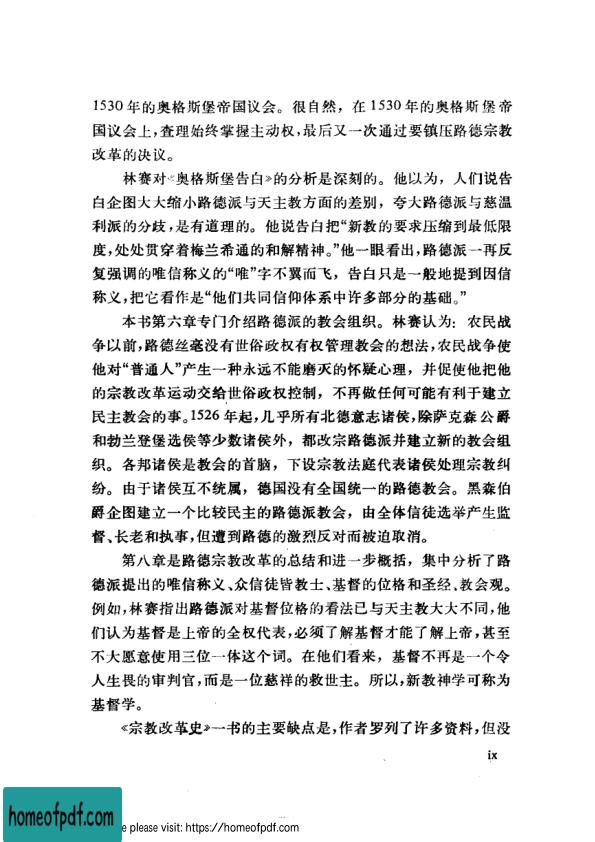 1530年的奥格斯堡帝国议会。很自然，在1530年的奥格斯堡帝
国议会上，查理始终掌握主动权，最后又一次通过要镇压路德宗教
改革的决议。
林赛对《奥格斯堡告白》的分析是深刻的。他以为，人们说告
白企图大大缩小路德派与天主教方面的差别，夸大路德派与慈温
利派的分歧，是有道理的。他说告白把“新教的要求压缩到最低限
度，处处贯穿着梅兰希通的和解精神。”他一眼看出，路德派一再反
复强调的唯信称义的“唯”字不翼而飞，告白只是一般地提到因信
称义，把它看作是“他们共同信仰体系中许多部分的基础。”
本书第六章专门介绍路德派的教会组织。林赛认为：农民战
争以前，路德丝毫没有世俗政权有权管理教会的想法，农民战争使
他对“普通人”产生一种永远不能磨灭的怀疑心理，并促使他把他
的宗教改革运动交给世俗政权控制，不再做任何可能有利于建立
民主教会的事。1526年起，几乎所有北德意志诸侯，除萨克森公爵
和勃兰登堡选侯等少数诸侯外，都改宗路德派并建立新的教会组
织。各邦诸侯是教会的首脑，下设宗教法庭代表诸侯处理宗教纠
纷。由于诸侯互不统属，德国没有全国统一的路德教会。黑森伯
爵企图建立一个比较民主的路德派教会，由全体信徒选举产生监
督、长老和执事，但遭到路德的激烈反对而被迫取消。
第八章是路德宗教改革的总结和进一步概括，集中分析了路
德派提出的唯信称义、众信徒皆教士、基督的位格和圣经、教会观。
例如，林赛指出路德派对基督位格的看法已与天主教大大不同，他
们认为基督是上帝的全权代表，必须了解基督才能了解上帝，甚至
不大愿意使用三位一体这个词。在他们看来，基督不再是一个令
人生畏的审判官，而是一位慈祥的救世主。所以，新教神学可称为
基督学。
《宗教改革史》一书的主要缺点是，作者罗列了许多资料，但没
ix
homeofpdf.com
e please visit: https://homeofpdf.com